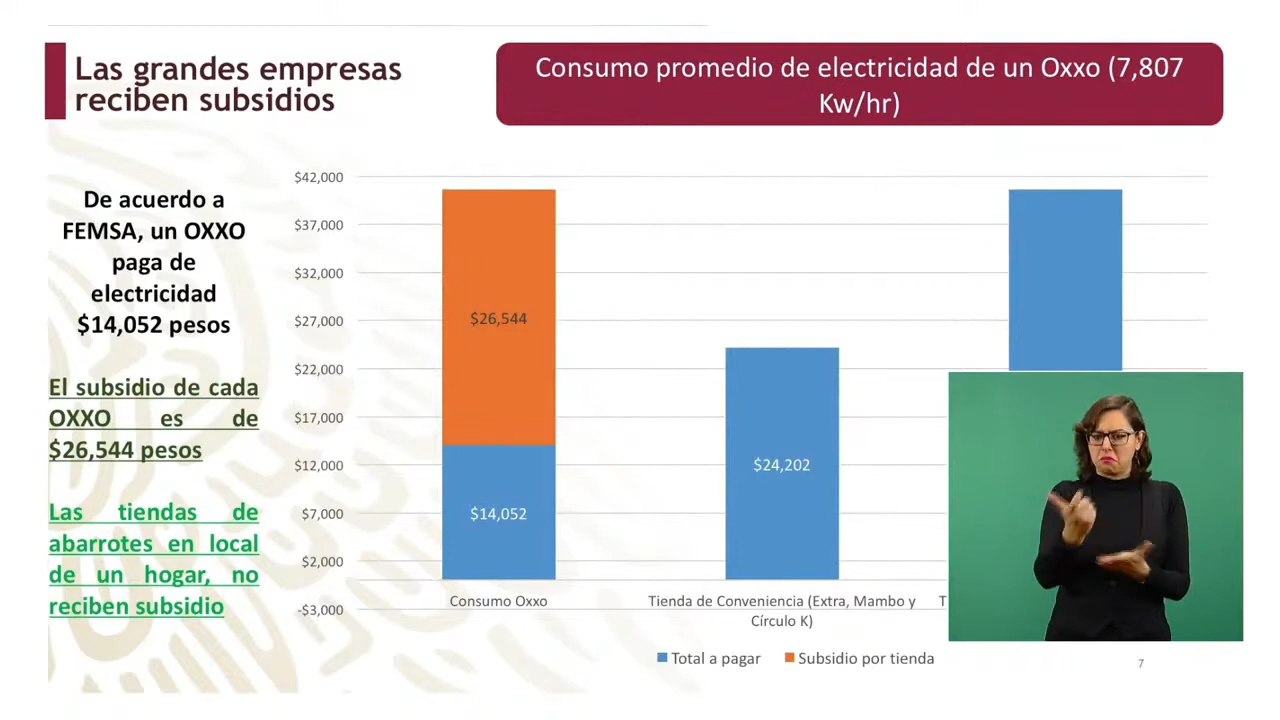 Las grandes empresas
reciben subsidios
Consumo promedio de electricidad de un Oxxo (7,807
Kw/hr)
De acuerdo a
FEMSA, un OXXO
paga de
electricidad
$14,052 pesos
El subsidio de cada
OXXO es de
$26,544 pesos
Las tiendas de
abarrotes en local
de un hogar, no
reciben subsidio
$42,000
$37,000
$32,000
$27,000
$22,000
$17,000
$12,000
$7,000
$2,000
-$3,000
$26,544
$14,052
$24,202
Consumo Oxxo
Tienda de Conveniencia (Extra, Mambo y
Círculo K)
Total a pagar
Subsidio por tienda
7